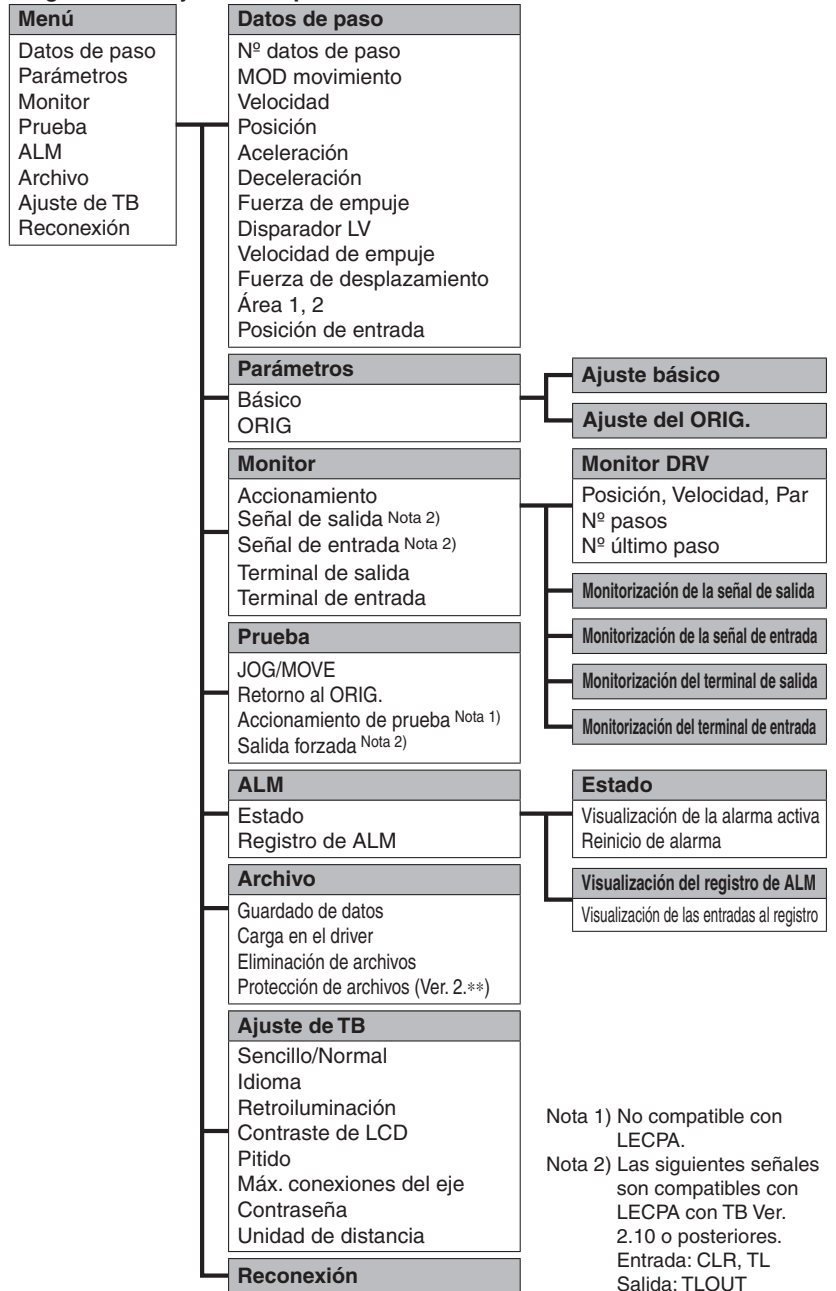 Menú
Datos de paso
Parámetros
Monitor
Prueba
ALM
Archivo
Ajuste de TB
Reconexión
Datos de paso
Nº datos de paso
MOD movimiento
Velocidad
Posición
Aceleración
Deceleración
Fuerza de empuje
Disparador LV
Velocidad de empuje
Fuerza de desplazamiento
Área 1, 2
Posición de entrada
Parámetros
Básico
ORIG
Ajuste básico
Ajuste del ORIG.
Monitor
Accionamiento
Señal de salida Nota 2)
Señal de entrada Nota 2)
Terminal de salida
Terminal de entrada
Monitor DRV
Posición, Velocidad, Par
Nº pasos
Nº último paso
Monitorización de la señal de salida
Monitorización de la señal de entrada
Monitorización del terminal de salida
Monitorización del terminal de entrada
Prueba
JOG/MOVE
Retorno al ORIG.
Accionamiento de prueba Nota 1)
Salida forzada Nota 2)
ALM
Estado
Registro de ALM
Estado
Visualización de la alarma activa
Reinicio de alarma
Visualización del registro de ALM
Visualización de las entradas al registro
Archivo
Guardado de datos
Carga en el driver
Eliminación de archivos
Protección de archivos (Ver. 2.**)
Ajuste de TB
Sencillo/Normal
Idioma
Retroiluminación
Contraste de LCD
Pitido
Máx. conexiones del eje
Contraseña
Unidad de distancia
Reconexión
Nota 1) No compatible con
LECPA.
Nota 2) Las siguientes señales
son compatibles con
LECPA con TB Ver.
2.10 o posteriores.
Entrada: CLR, TL
Salida: TLOUT